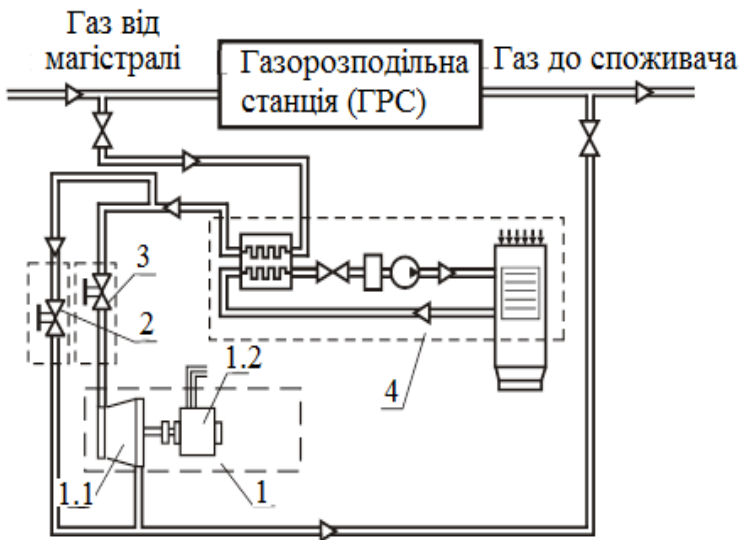 Газ від
магістралі
Газорозподільна
станція (ГРС)
Газ до споживача
3
2
1.2
4
1.1
1